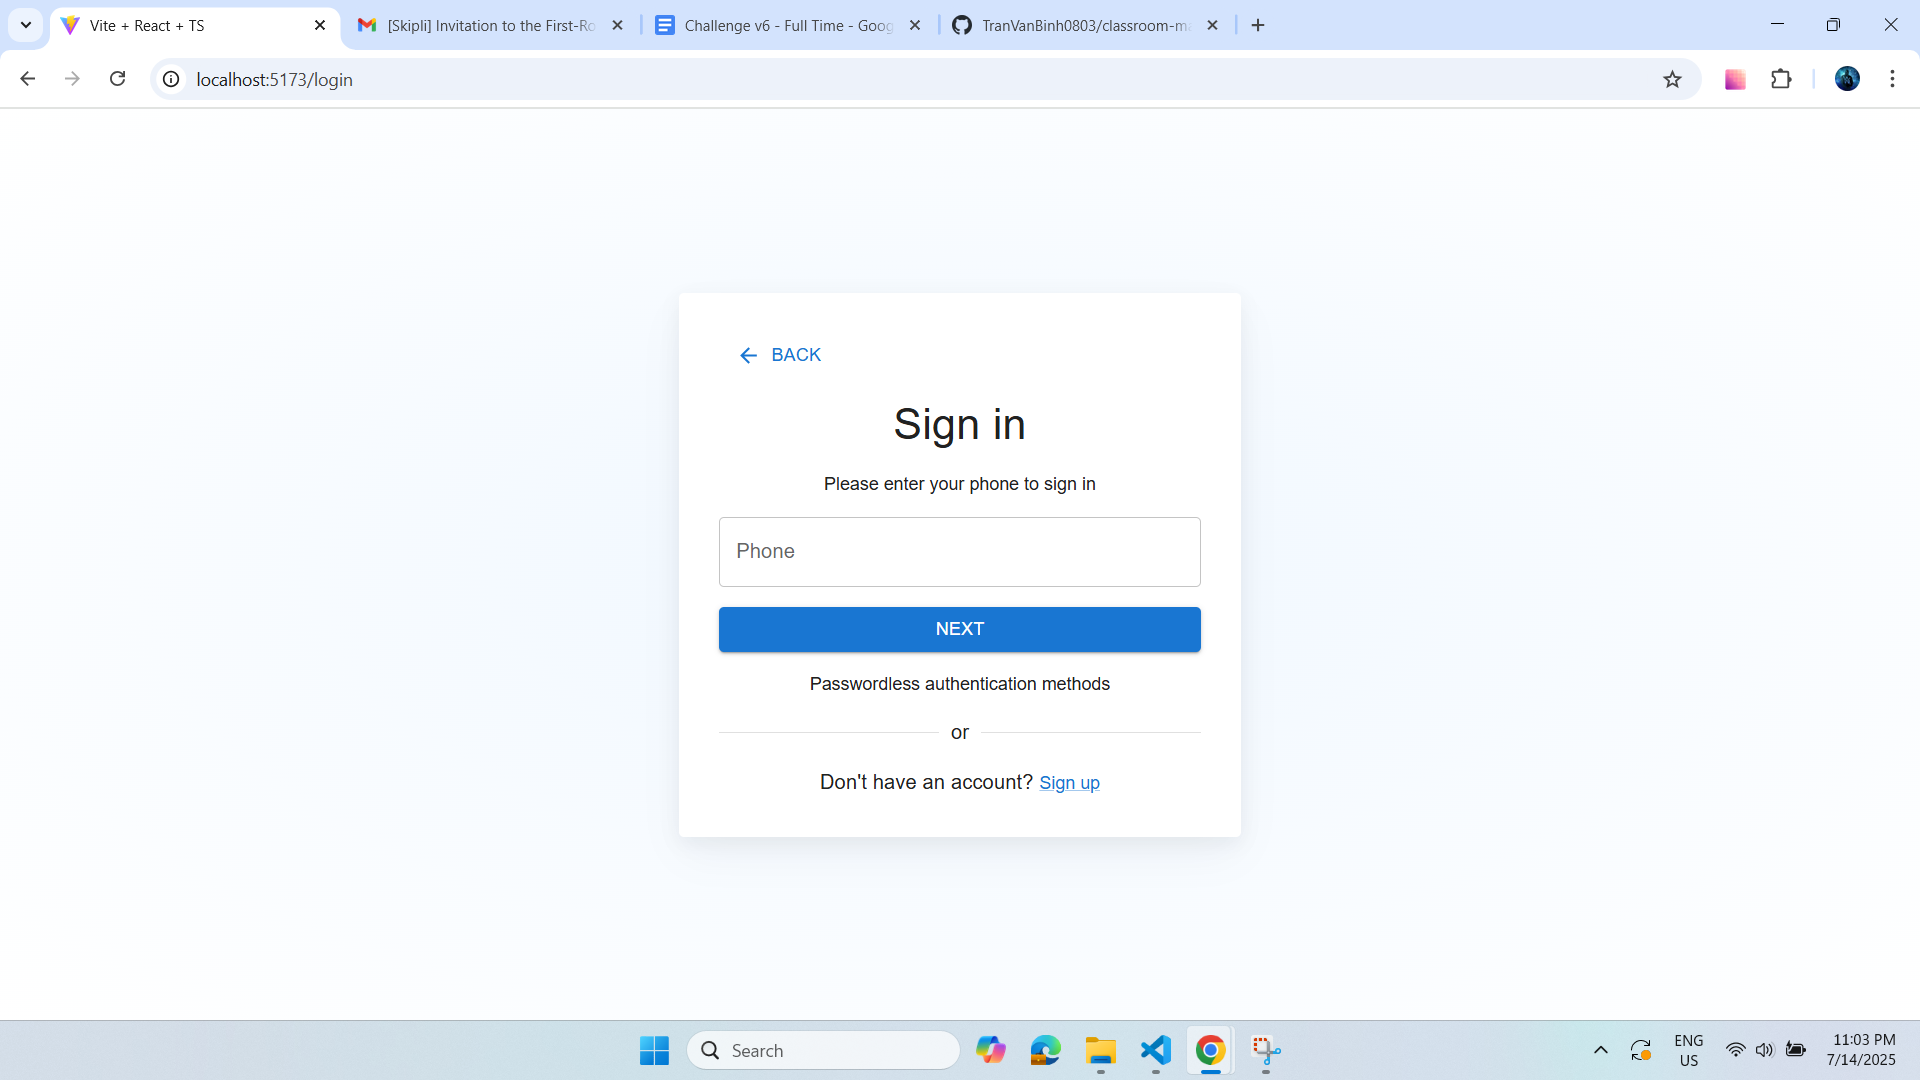 Vite + React + TS
[Skipli] Invitation to the First-Ro
Challenge v6 - Full Time - Goog
TranVanBinh0803/classroom-ma
localhost:5173/login
BACK
Sign in
Please enter your phone to sign in
Phone
NEXT
Passwordless authentication methods
or
Don't have an account? Sign up
Search
ENG
US
11:03 PM
7/14/2025